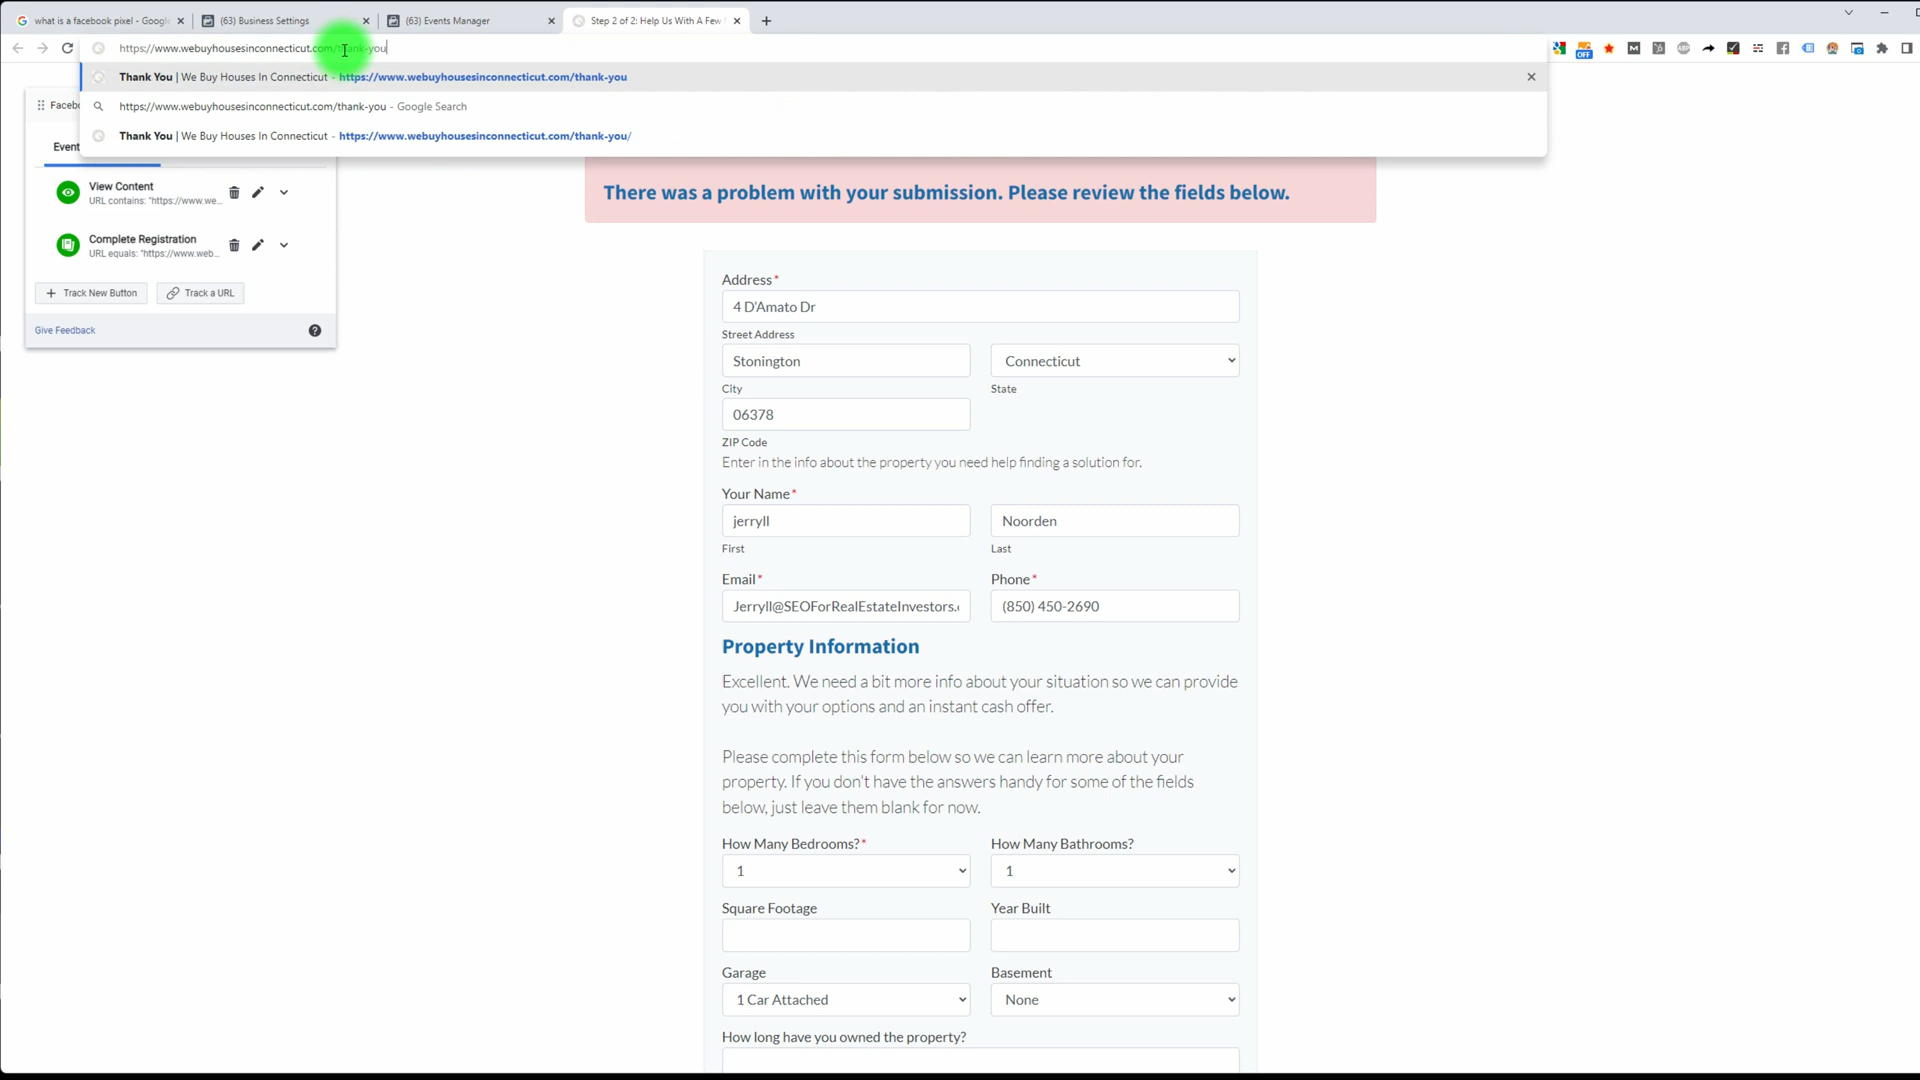 what is a facebook pixel - Google
(63) Business Settings
(63) Events Manager
Step 2 of 2: Help Us With A Few
https://www.webuyhousesinconnecticut.com/thank-you
Thank You | We Buy Houses In Connecticut - https://www.webuyhousesinconnecticut.com/thank-you
https://www.webuyhousesinconnecticut.com/thank-you - Google Search
Thank You | We Buy Houses In Connecticut - https://www.webuyhousesinconnecticut.com/thank-you/
OFF
Faceb
Event
View Content
URL contains: "https://www.we...
Complete Registration
URL equals: "https://www.web...
+ Track New Button
Track a URL
Give Feedback
There was a problem with your submission. Please review the fields below.
Address*
4 D'Amato Dr
Street Address
Stonington
Connecticut
City
State
06378
ZIP Code
Enter in the info about the property you need help finding a solution for.
Your Name*
jerryll
Noorden
First
Last
Email*
Phone*
Jerryll@SEOForRealEstateInvestors.
(850) 450-2690
Property Information
Excellent. We need a bit more info about your situation so we can provide
you with your options and an instant cash offer.
Please complete this form below so we can learn more about your
property. If you don't have the answers handy for some of the fields
below, just leave them blank for now.
How Many Bedrooms?*
How Many Bathrooms?
1
1
Square Footage
Year Built
Garage
Basement
1 Car Attached
None
How long have you owned the property?